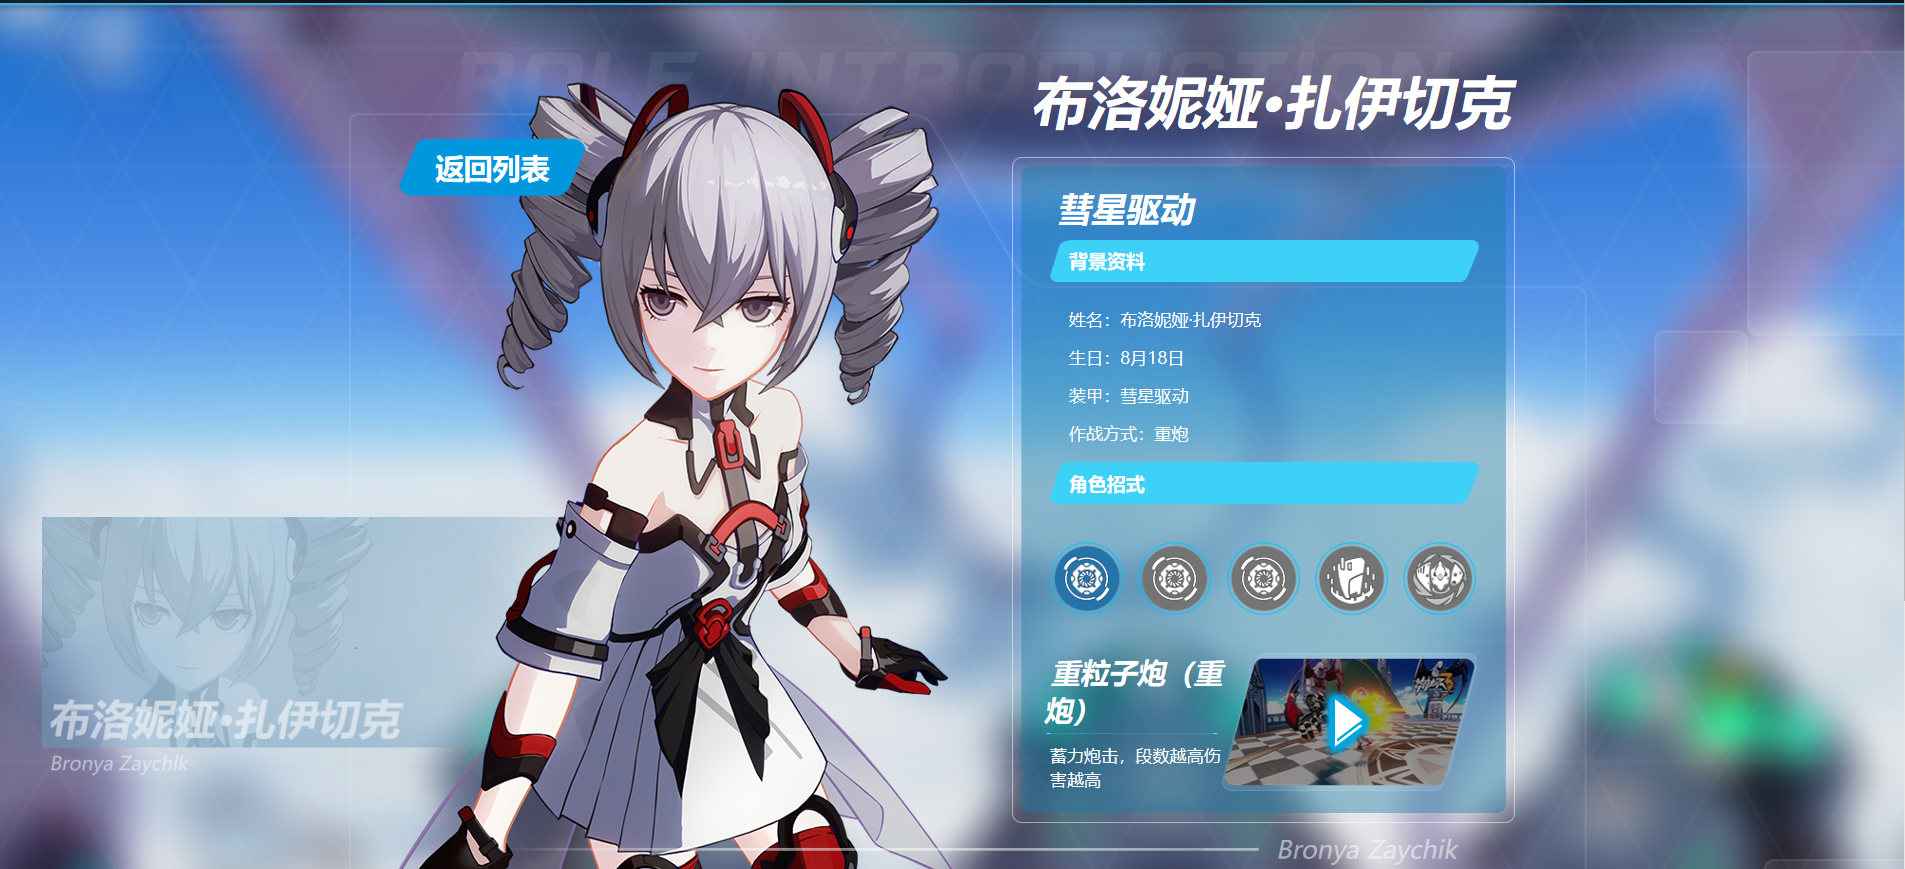 ROLE INTRODUCTION
布洛妮娅·扎伊切克
返回列表
彗星驱动
背景资料
姓名：布洛妮娅·扎伊切克
生日：8月18日
装甲：彗星驱动
作战方式：重炮
角色招式
重粒子炮（重
炮）
蓄力炮击，段数越高伤
害越高
布洛妮娅·扎伊切克
Bronya Zaychik
Bronya Zaychik